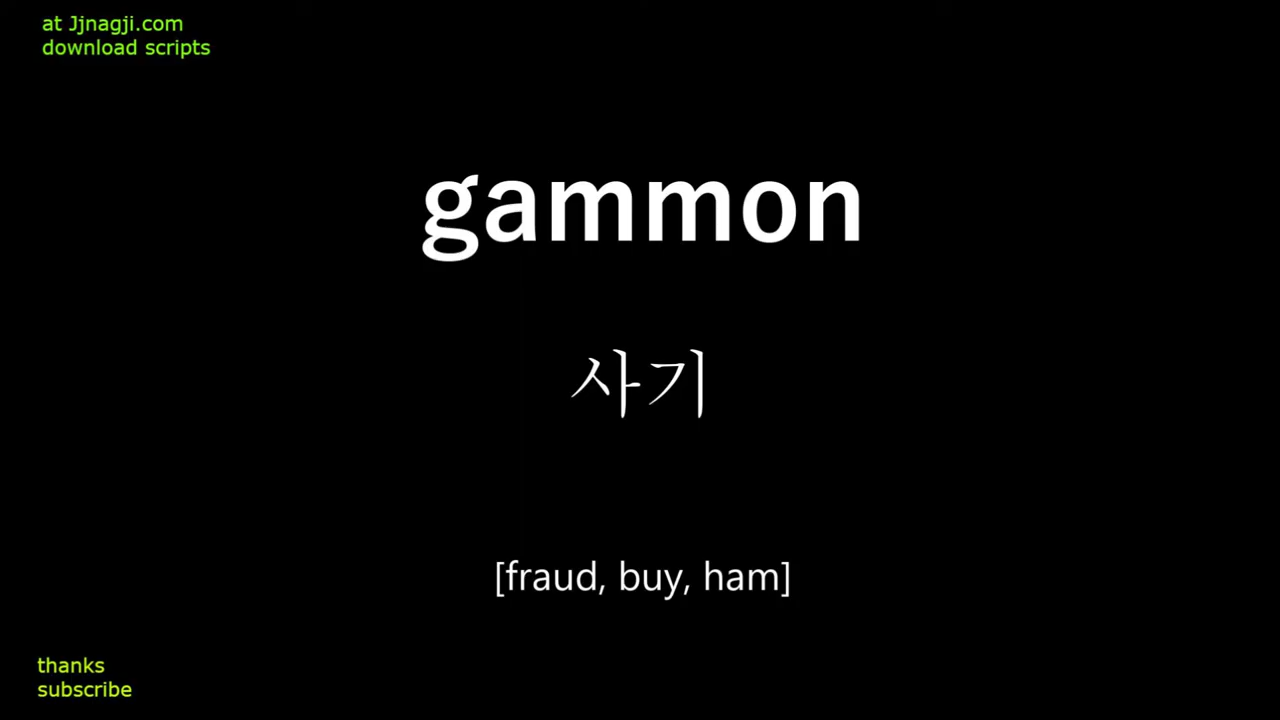 at Jjnagji.com
download scripts
gammon
사기
[fraud, buy, ham]
thanks
subscribe